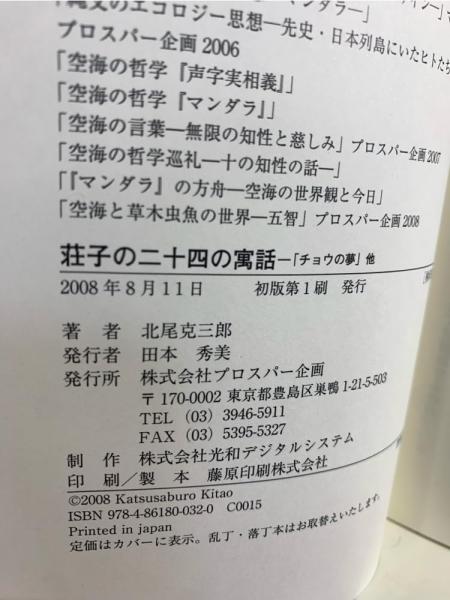 マンダラ―」
「縄文のエコロジー思想―先史・日本列島にいたヒトたち
プロスパー企画 2006
「空海の哲学『声字実相義』」
「空海の哲学『マンダラ』」
「空海の言葉―無限の知性と慈しみ」プロスパー企画2007
「空海の哲学巡礼―十の知性の話―」
「『マンダラ』の方舟―空海の世界観と今日」
「空海と草木虫魚の世界―五智」プロスパー企画2008
荘子の二十四の寓話―「チョウの夢」他
2008年8月11日 初版第1刷 発行
著者 北尾克三郎
発行者 田本 秀美
発行所 株式会社プロスパー企画
〒170-0002 東京都豊島区巣鴨1-21-5-503
TEL (03) 3946-5911
FAX (03) 5395-5327
制作 株式会社光和デジタルシステム
印刷/製本 藤原印刷株式会社
©2008 Katsusaburo Kitao
ISBN 978-4-86180-032-0 C0015
Printed in japan
定価はカバーに表示。乱丁・落丁本はお取替えいたします。